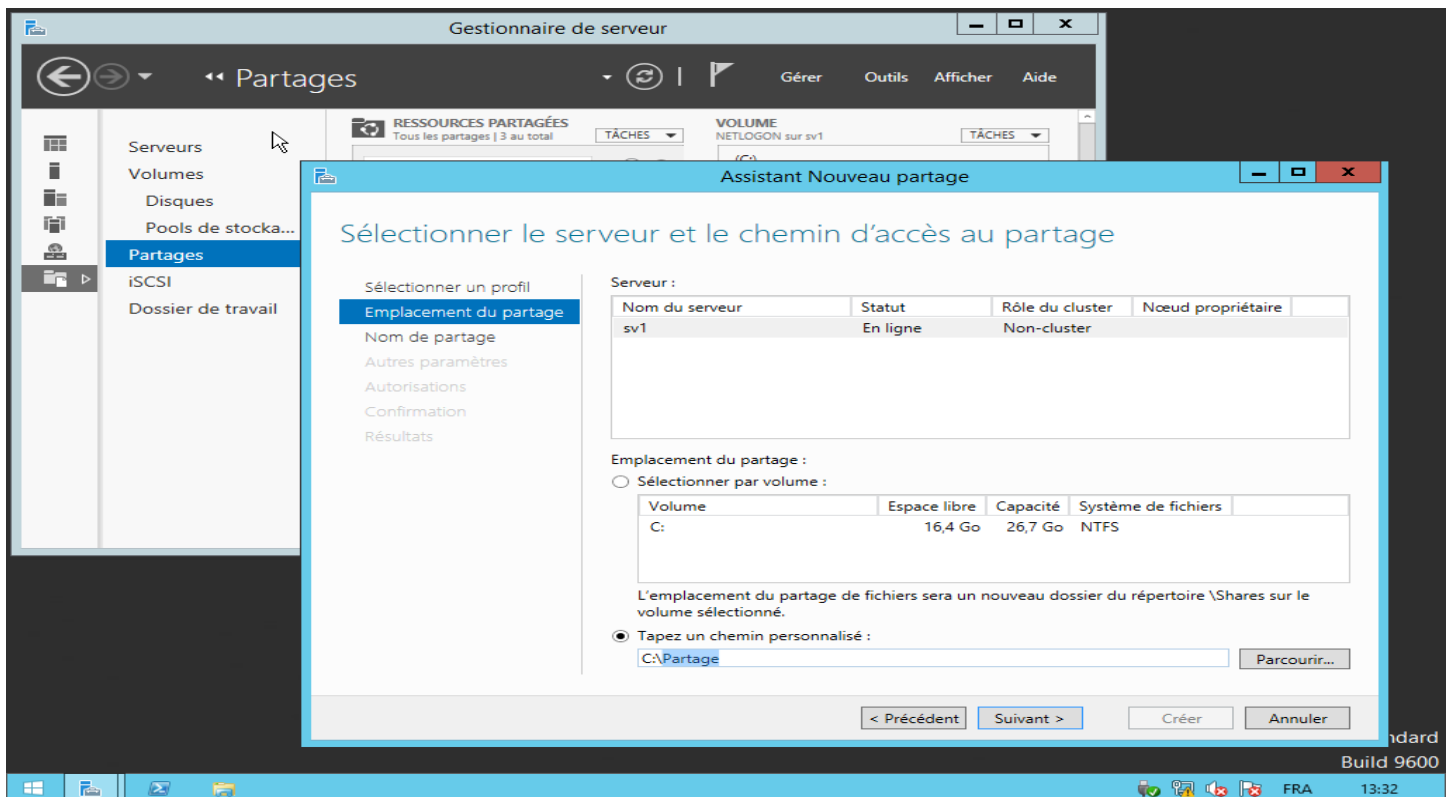 Gestionnaire de serveur
Partages
Gérer Outils Afficher Aide
Serveurs
Volumes
Disques
Pools de stocka...
Partages
iSCSI
Dossier de travail
RESSOURCES PARTAGÉES
Tous les partages | 3 au total
TÂCHES
VOLUME
NETLOGON sur sv1
TÂCHES
(C:)
Assistant Nouveau partage
Sélectionner le serveur et le chemin d'accès au partage
Sélectionner un profil
Emplacement du partage
Nom de partage
Autres paramètres
Autorisations
Confirmation
Résultats
Serveur :
Nom du serveur Statut Rôle du cluster Nœud propriétaire
sv1 En ligne Non-cluster
Emplacement du partage :
Sélectionner par volume :
Volume Espace libre Capacité Système de fichiers
C: 16,4 Go 26,7 Go NTFS
L'emplacement du partage de fichiers sera un nouveau dossier du répertoire \Shares sur le
volume sélectionné.
Tapez un chemin personnalisé :
C:\Partage
Parcourir...
< Précédent Suivant > Créer Annuler
ndard
Build 9600
FRA 13:32